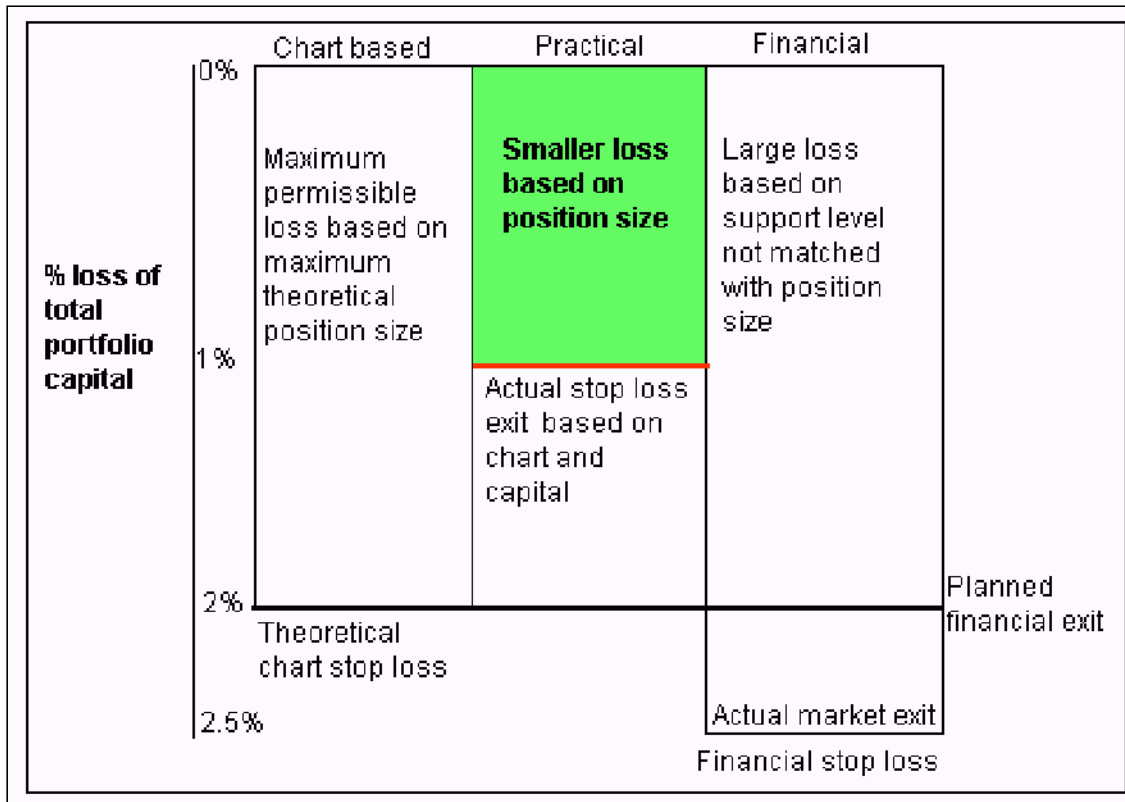 Chart based
Practical
Financial
0%
1%
2%
2.5%
% loss of
total
portfolio
capital
Maximum
permissible
loss based on
maximum
theoretical
position size
Smaller loss
based on
position size
Large loss
based on
support level
not matched
with position
size
Actual stop loss
exit based on
chart and
capital
Theoretical
chart stop loss
Planned
financial exit
Actual market exit
Financial stop loss